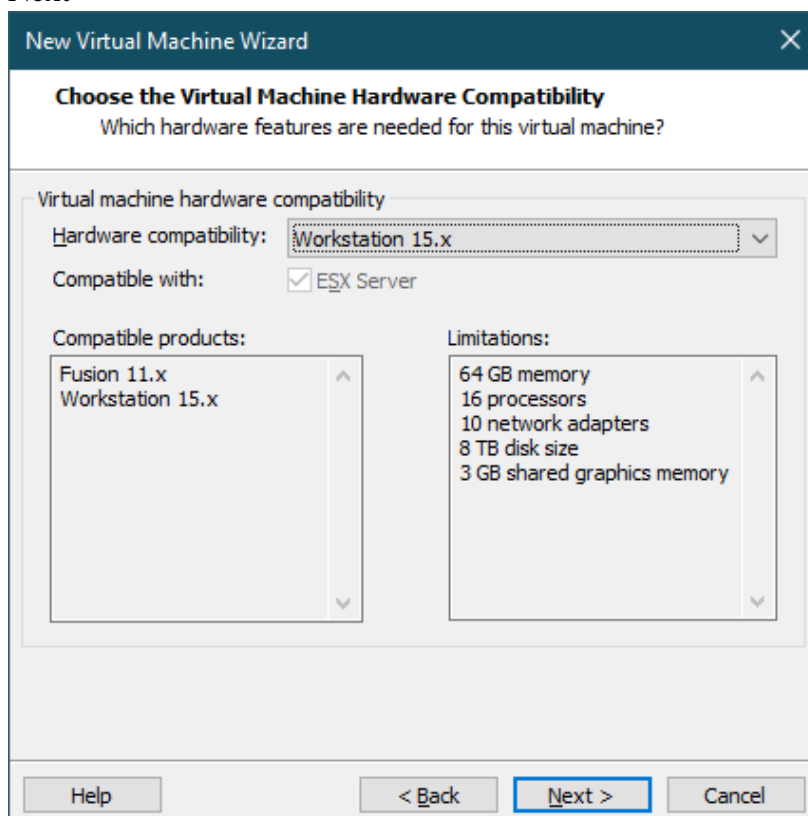 New Virtual Machine Wizard
Choose the Virtual Machine Hardware Compatibility
Which hardware features are needed for this virtual machine?
Virtual machine hardware compatibility
Hardware compatibility: Workstation 15.x
Compatible with: ESX Server
Compatible products:
Fusion 11.x
Workstation 15.x
Limitations:
64 GB memory
16 processors
10 network adapters
8 TB disk size
3 GB shared graphics memory
Help < Back Next > Cancel